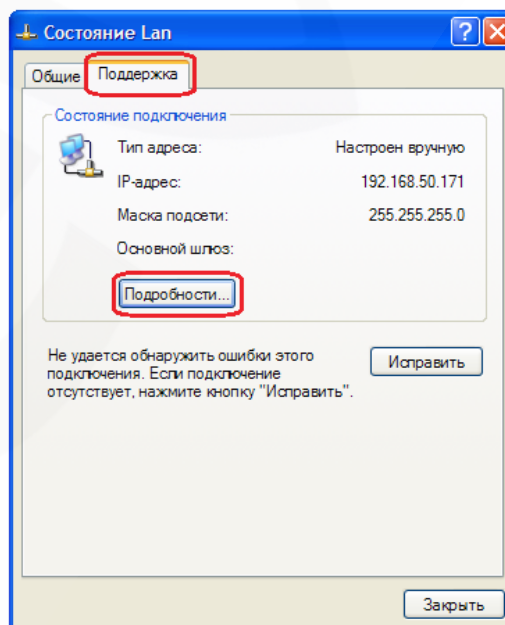 Состояние Lan
Общие Поддержка
Состояние подключения
Тип адреса: Настроен вручную
IP-адрес: 192.168.50.171
Маска подсети: 255.255.255.0
Основной шлюз:
Подробности...
Не удается обнаружить ошибки этого
подключения. Если подключение
отсутствует, нажмите кнопку "Исправить".
Исправить
Закрыть